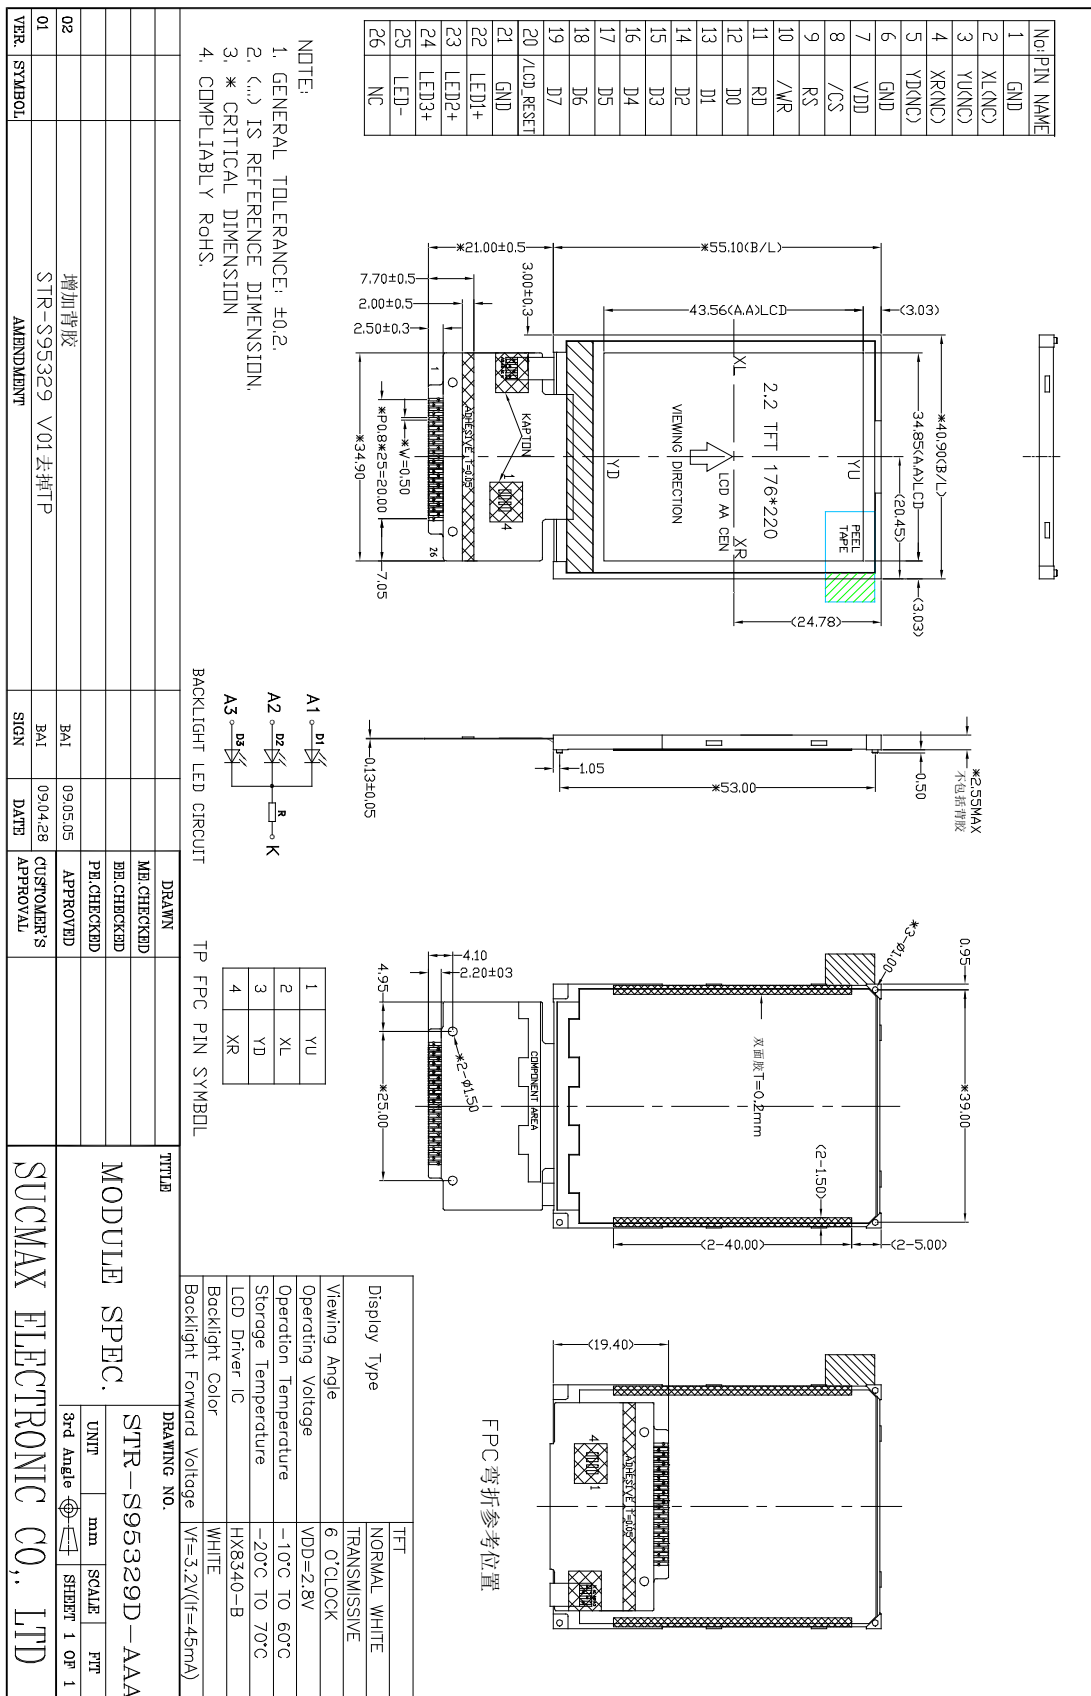 No: PIN NAME
1 GND
2 XL(NC)
3 YU(NC)
4 XR(NC)
5 YD(NC)
6 GND
7 VDD
8 /CS
9 RS
10 /WR
11 RD
12 D0
13 D1
14 D2
15 D3
16 D4
17 D5
18 D6
19 D7
20 /LCD_RESET
21 GND
22 LED1+
23 LED2+
24 LED3+
25 LED-
26 NC
NOTE:
1. GENERAL TOLERANCE: ±0.2.
2. (...) IS REFERENCE DIMENSION.
3. * CRITICAL DIMENSION
4. COMPLIABLY RoHS.
*40.90(B/L)
34.85(A.A)LCD
(20.45)
(3.03)
(3.03)
*55.10(B/L)
43.56(A.A)LCD
(24.78)
PEEL
TAPE
YU
2.2 TFT 176*220
XL
XR
LCD AA CEN
VIEWING DIRECTION
YD
3.00±0.3
*21.00±0.5
KAPTON
1
4
7.70±0.5
2.00±0.5
2.50±0.3
ADHESIVE T=0.05
1
26
*W=0.50
*P0.8*25=20.00
7.05
*34.90
*2.55MAX
不包括背胶
0.50
*53.00
1.05
0.13±0.05
0.95
*39.00
*3-Ø1.00
(2-5.00)
双面胶T=0.2mm
(2-1.50)
(2-40.00)
COMPONENT AREA
*2-Ø1.50
4.10
2.20±03
4.95
*25.00
(19.40)
4
1
ADHESIVE T=0.05
FPC弯折参考位置
A1
D1
A2
D2
A3
D3
R
K
BACKLIGHT LED CIRCUIT
1 YU
2 XL
3 YD
4 XR
TP FPC PIN SYMBOL
Display Type
TFT
NORMAL WHITE
TRANSMISSIVE
Viewing Angle 6 O'CLOCK
Operating Voltage VDD=2.8V
Operation Temperature -10°C TO 60°C
Storage Temperature -20°C TO 70°C
LCD Driver IC HX8340-B
Backlight Color WHITE
Backlight Forward Voltage Vf=3.2V(If=45mA)
02 增加背胶 BAI 09.05.05
01 STR-S95329 V01去掉TP BAI 09.04.28
VER. SYMBOL AMENDMENT SIGN DATE
DRAWN
ME.CHECKED
EE.CHECKED
PE.CHECKED
APPROVED
CUSTOMER'S
APPROVAL
TITLE
MODULE SPEC.
DRAWING NO.
STR-S95329D-AAA
UNIT mm SCALE FIT
3rd Angle SHEET 1 OF 1
SUCMAX ELECTRONIC CO,. LTD